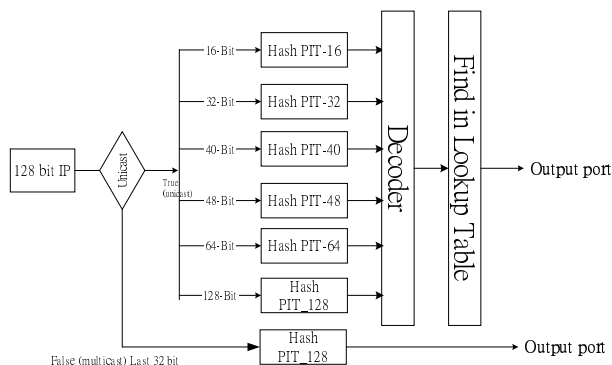 16-Bit
Hash PIT-16
32-Bit
Hash PIT-32
40-Bit
Hash PIT-40
128 bit IP
Unicast
True
(unicast)
48-Bit
Hash PIT-48
64-Bit
Hash PIT-64
128-Bit
Hash
PIT_128
Decoder
Find in Lookup Table
Output port
False (multicast) Last 32 bit
Hash
PIT_128
Output port